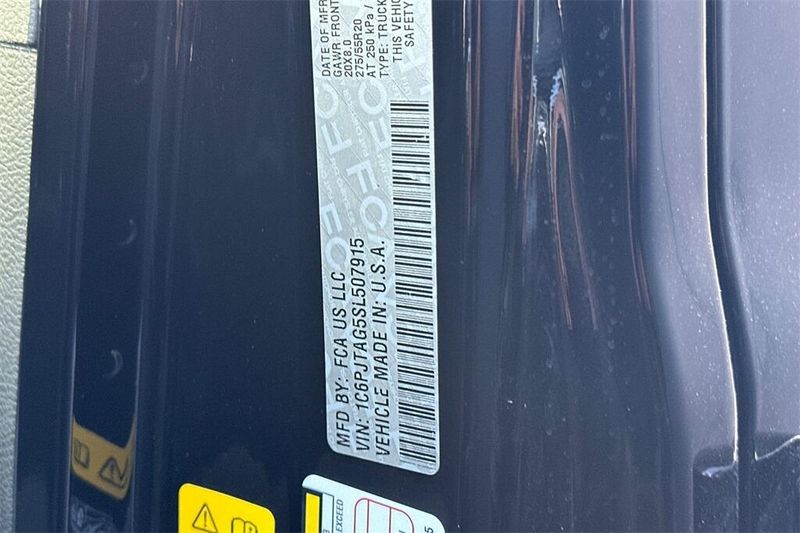 MFD BY: FCA US LLC
VIN: 1C6PJTAG5SL507915
VEHICLE MADE IN: U.S.A.
DATE OF MFR
GAWR FRONT
20X8.0
275/55R20
AT 250 kPa /
TYPE: TRUCK
THIS VEHIC
SAFETY
EXCEED